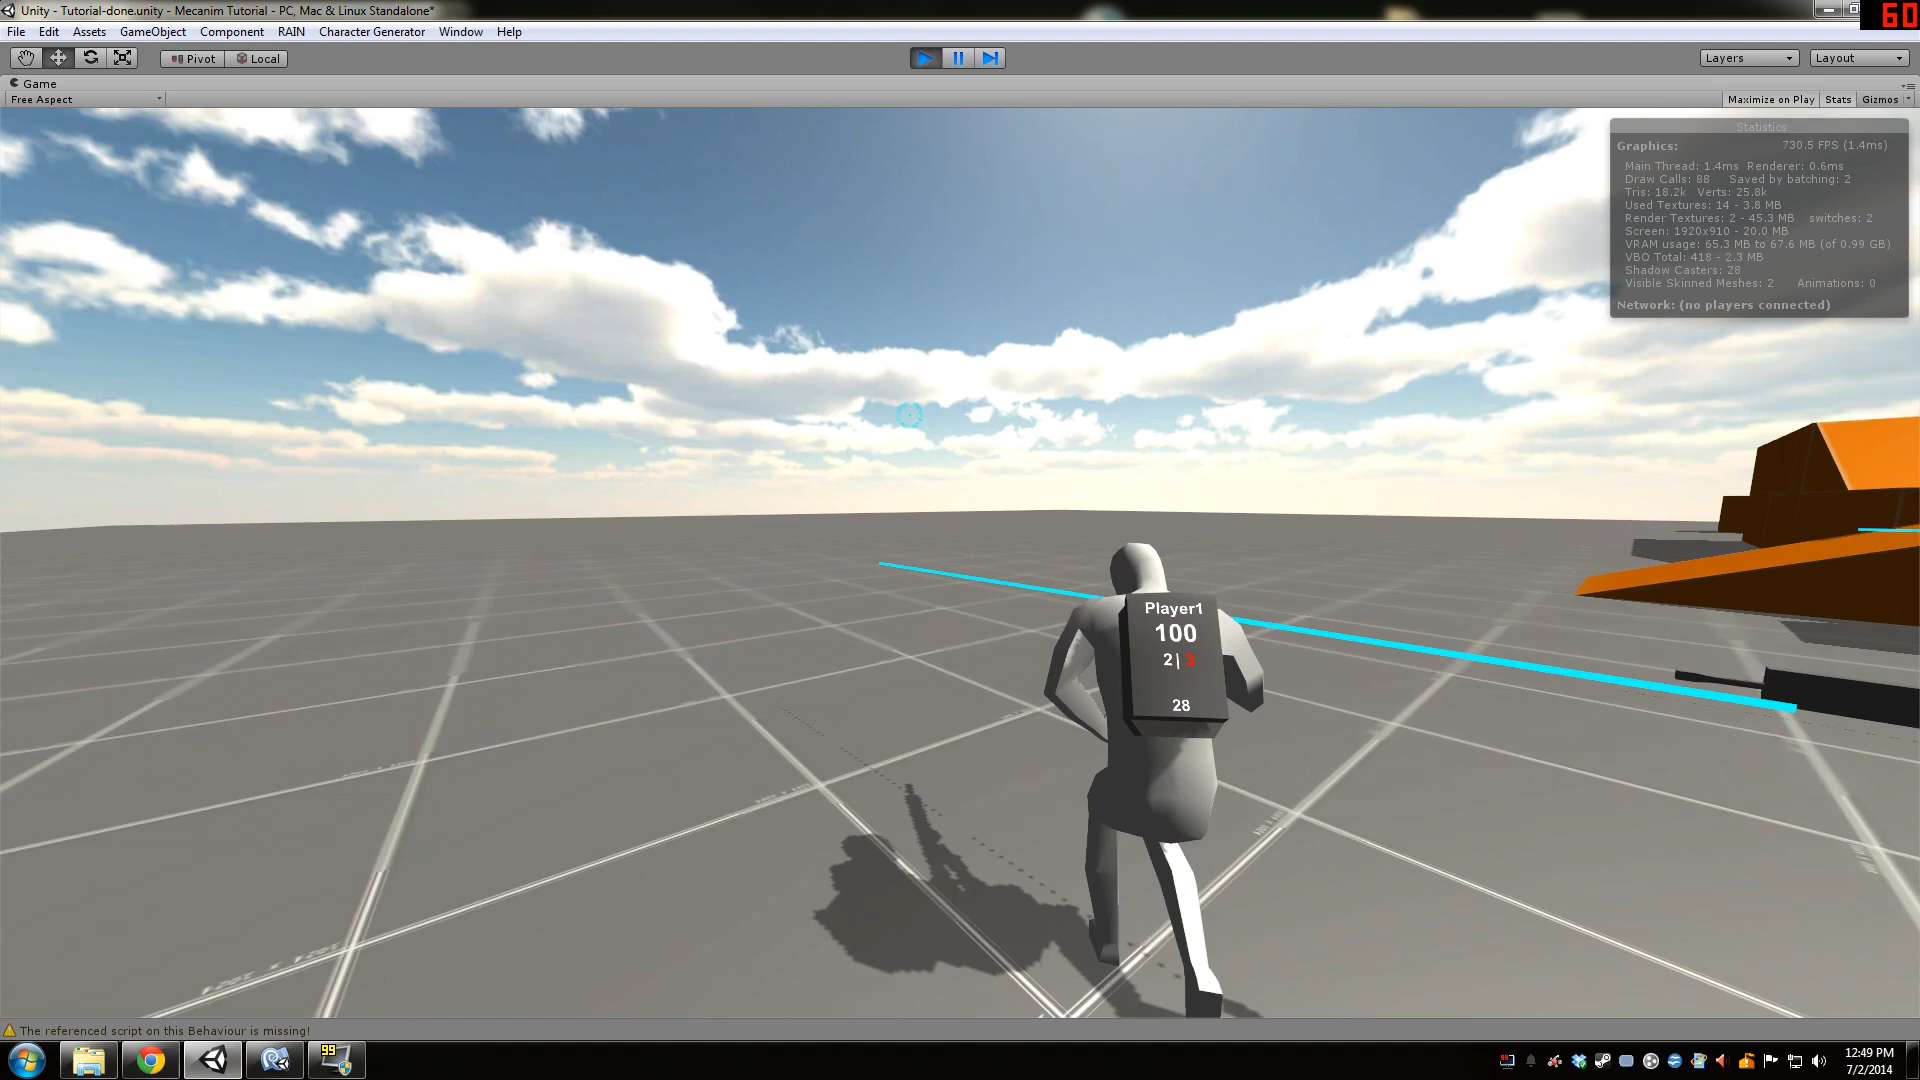 Unity - Tutorial-done.unity - Mecanim Tutorial - PC, Mac & Linux Standalone*
60
File Edit Assets GameObject Component RAIN Character Generator Window Help
Pivot Local Layers Layout
Game
Free Aspect Maximize on Play Stats Gizmos
Statistics
Graphics: 730.5 FPS (1.4ms)
Main Thread: 1.4ms Renderer: 0.6ms
Draw Calls: 88 Saved by batching: 2
Tris: 18.2k Verts: 25.8k
Used Textures: 14 - 3.8 MB
Render Textures: 2 - 45.3 MB switches: 2
Screen: 1920x910 - 20.0 MB
VRAM usage: 65.3 MB to 67.6 MB (of 0.99 GB)
VBO Total: 418 - 2.3 MB
Shadow Casters: 28
Visible Skinned Meshes: 2 Animations: 0
Network: (no players connected)
Player1
100
2| 3
28
The referenced script on this Behaviour is missing!
99
12:49 PM
7/2/2014